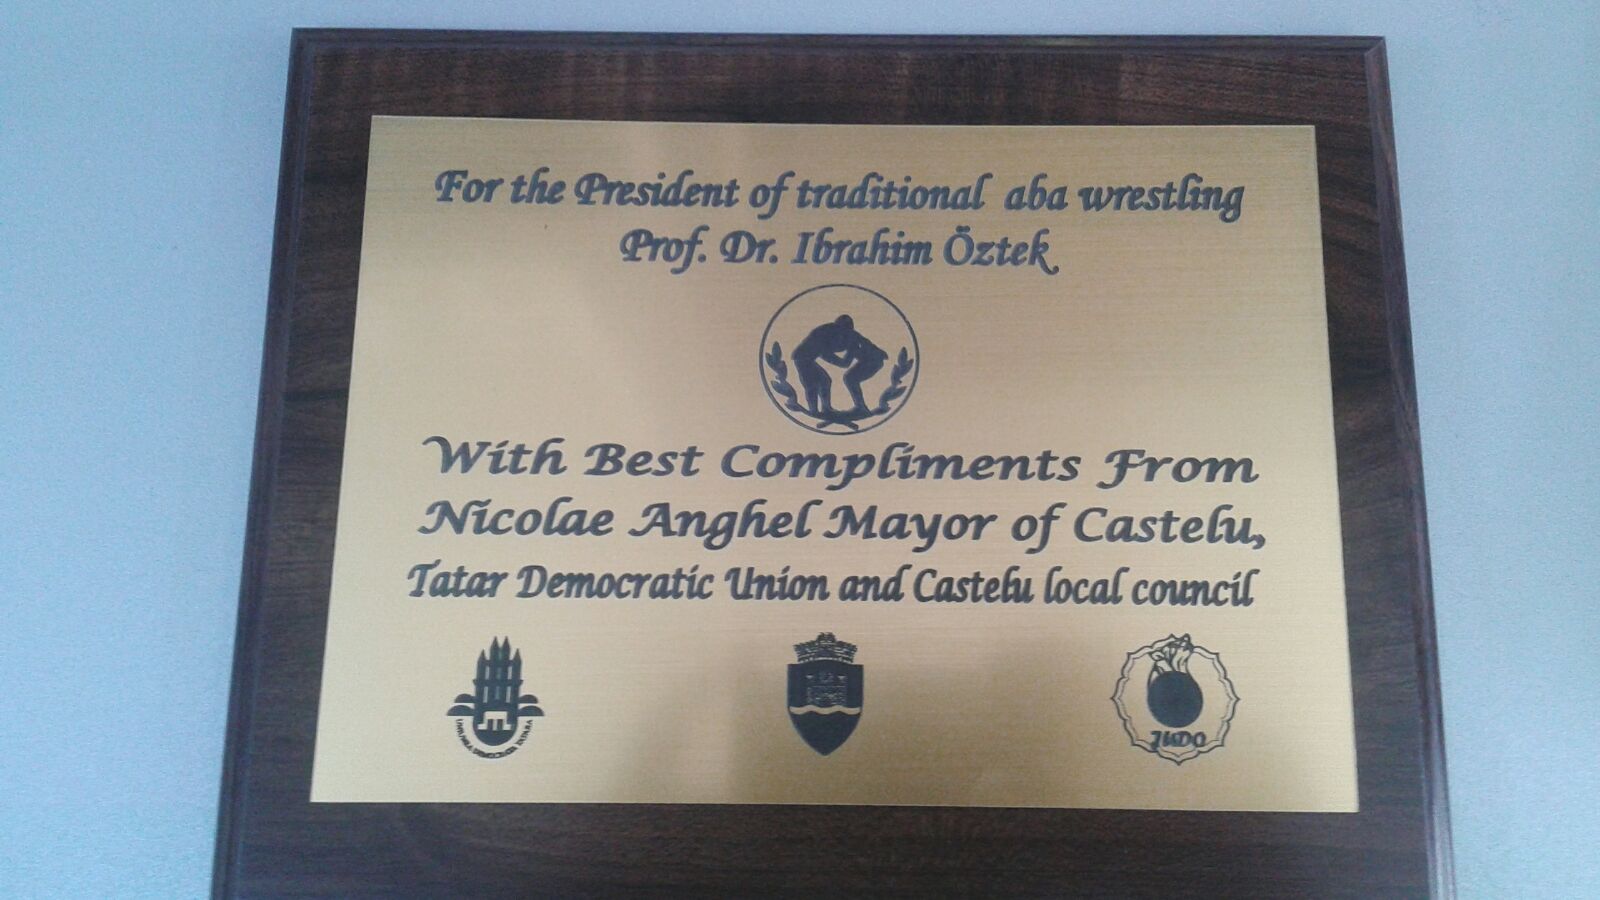 For the President of traditional aba wrestling
Prof. Dr. Ibrahim Öztek
With Best Compliments From
Nicolae Anghel Mayor of Castelu,
Tatar Democratic Union and Castelu local council
JUDO